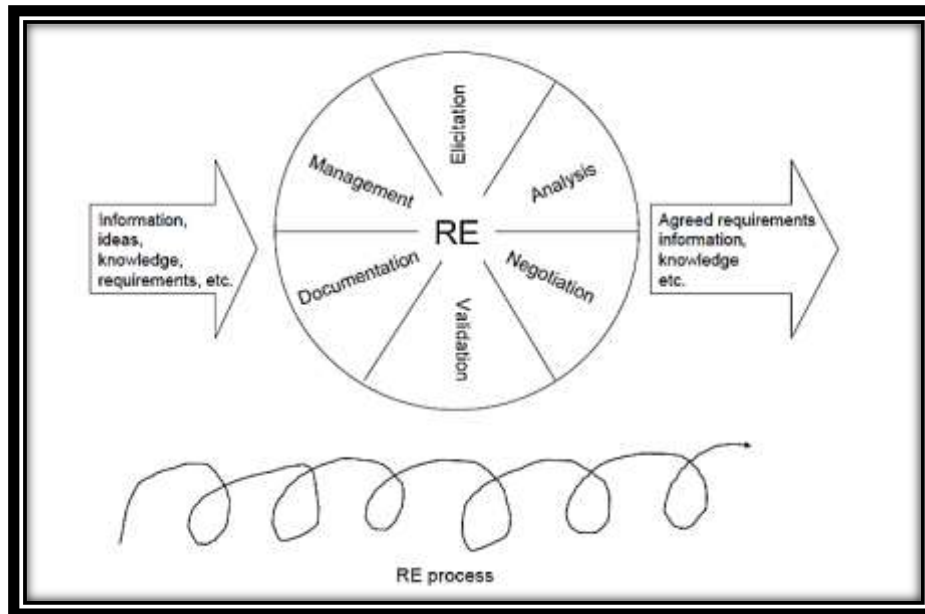 Elicitation
Management
Analysis
Information,
ideas,
knowledge,
requirements, etc.
RE
Agreed requirements
information,
knowledge
etc.
Documentation
Negotiation
Validation
RE process